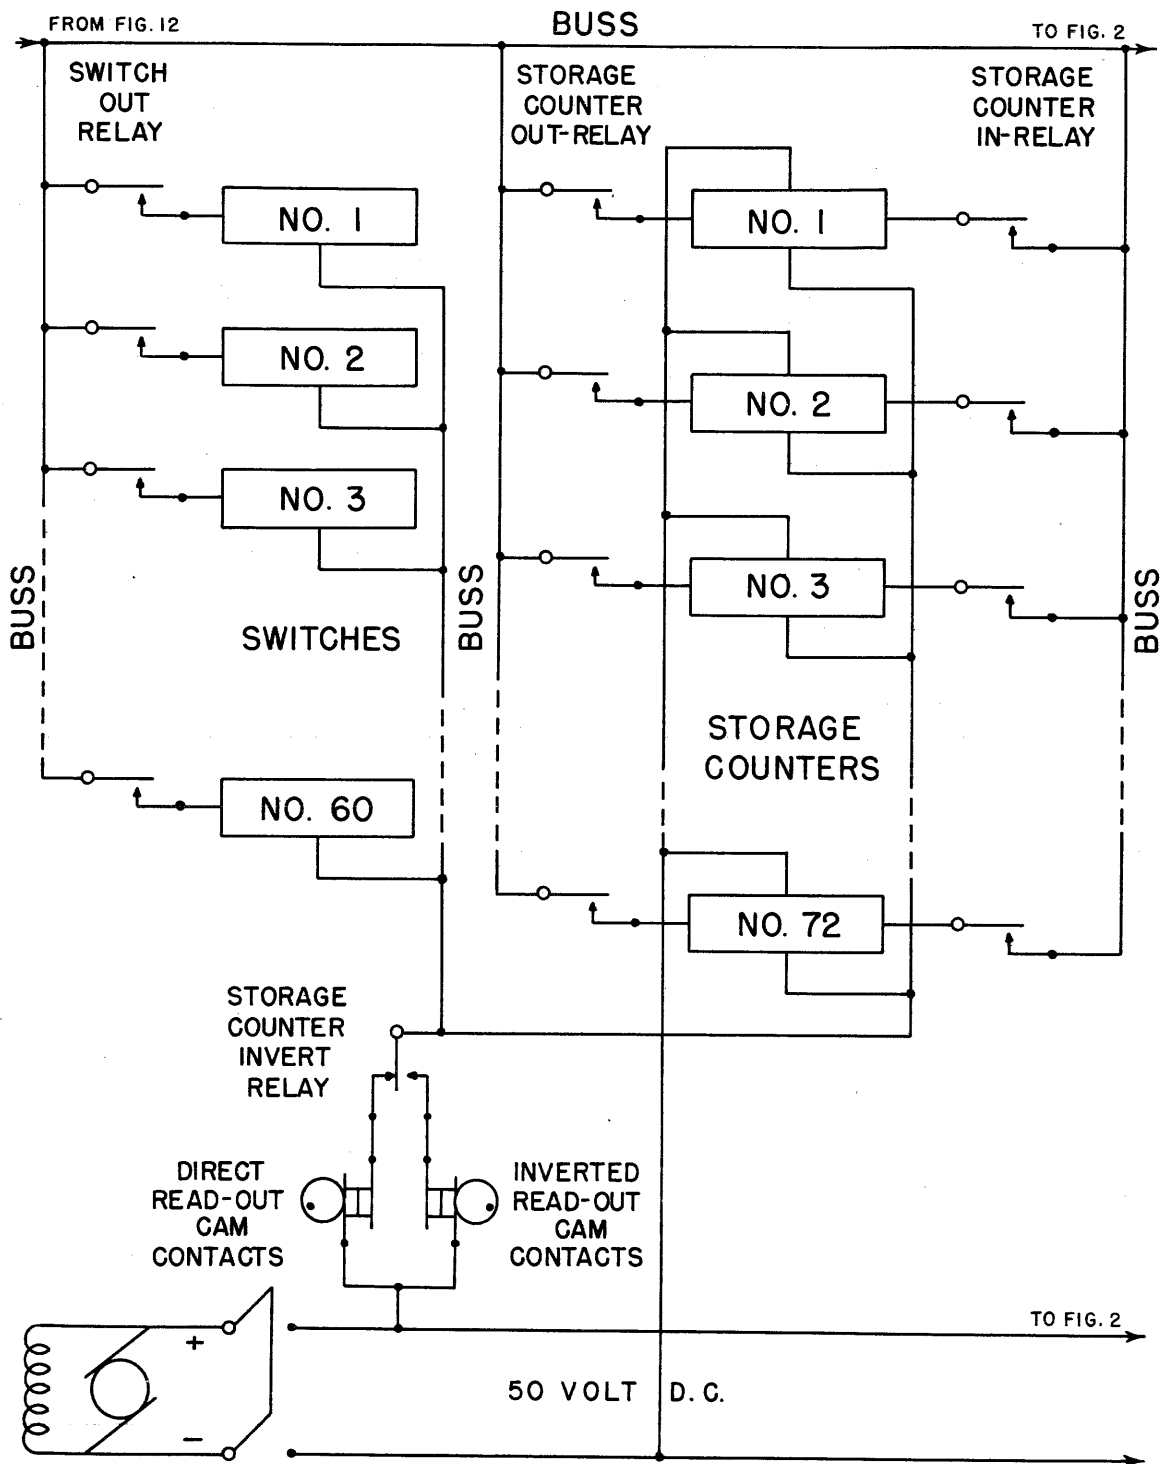 FROM FIG. 12
BUSS
TO FIG. 2
SWITCH
OUT
RELAY
STORAGE
COUNTER
OUT-RELAY
STORAGE
COUNTER
IN-RELAY
NO. 1
NO. 2
NO. 3
BUSS
SWITCHES
NO. 60
BUSS
NO. 1
NO. 2
NO. 3
STORAGE
COUNTERS
NO. 72
BUSS
STORAGE
COUNTER
INVERT
RELAY
DIRECT
READ-OUT
CAM
CONTACTS
INVERTED
READ-OUT
CAM
CONTACTS
TO FIG. 2
+
50 VOLT D.C.
−